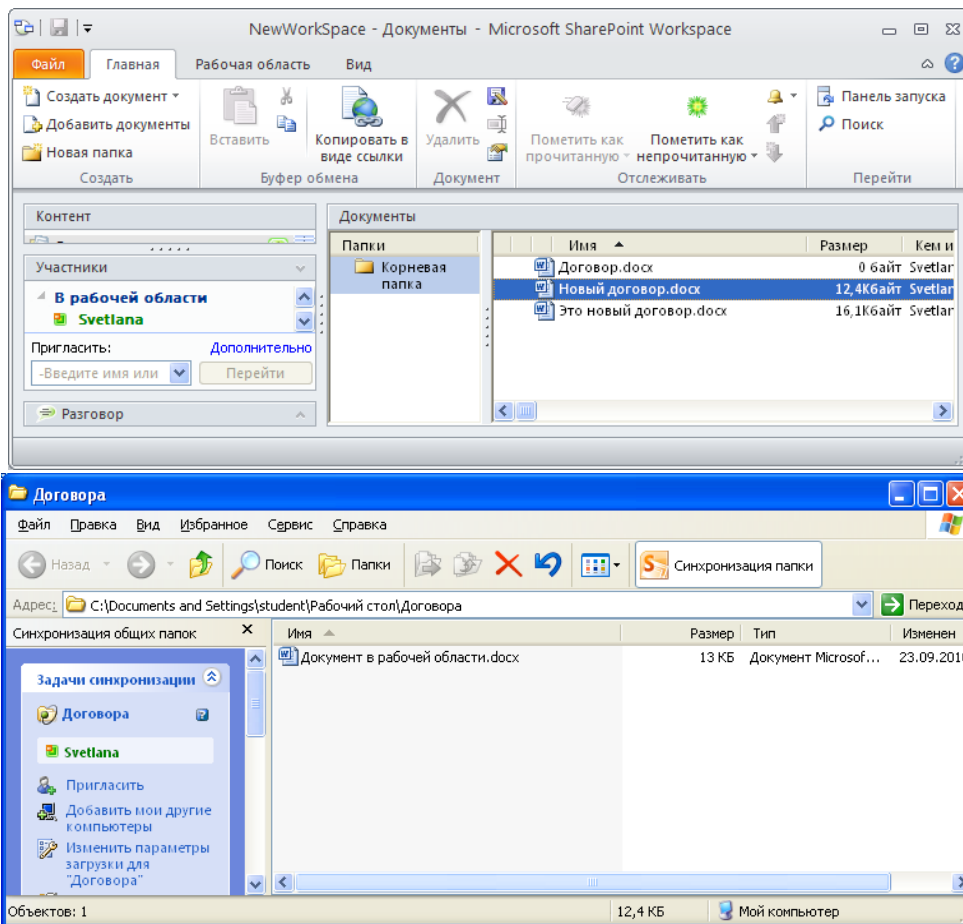 NewWorkSpace - Документы - Microsoft SharePoint Workspace
Файл Главная Рабочая область Вид
Создать документ
Добавить документы
Новая папка
Создать
Вставить
Копировать в
виде ссылки
Буфер обмена
Удалить
Документ
Пометить как
прочитанную
Пометить как
непрочитанную
Отслеживать
Панель запуска
Поиск
Перейти
Контент
Участники
В рабочей области
Svetlana
Пригласить: Дополнительно
-Введите имя или Перейти
Разговор
Документы
Папки
Корневая
папка
Имя Размер Кем и
Договор.docx 0 байт Svetlar
Новый договор.docx 12,4Кбайт Svetlar
Это новый договор.docx 16,1Кбайт Svetlar
Договора
Файл Правка Вид Избранное Сервис Справка
Назад Поиск Папки Синхронизация папки
Адрес: C:\Documents and Settings\student\Рабочий стол\Договора Переход
Синхронизация общих папок
Задачи синхронизации
Договора
Svetlana
Пригласить
Добавить мои другие
компьютеры
Изменить параметры
загрузки для
"Договора"
Имя Размер Тип Изменен
Документ в рабочей области.docx 13 КБ Документ Microsof... 23.09.201
Объектов: 1 12,4 КБ Мой компьютер